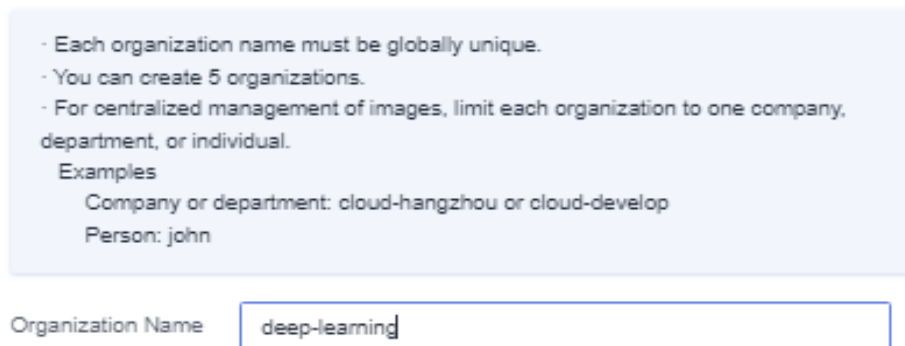 · Each organization name must be globally unique.
· You can create 5 organizations.
· For centralized management of images, limit each organization to one company,
department, or individual.
Examples
Company or department: cloud-hangzhou or cloud-develop
Person: john
Organization Name
deep-learning